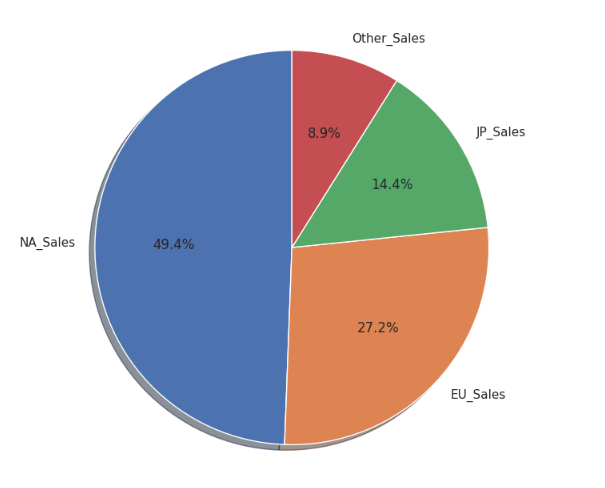 Other_Sales
8.9%
JP_Sales
14.4%
NA_Sales
49.4%
27.2%
EU_Sales